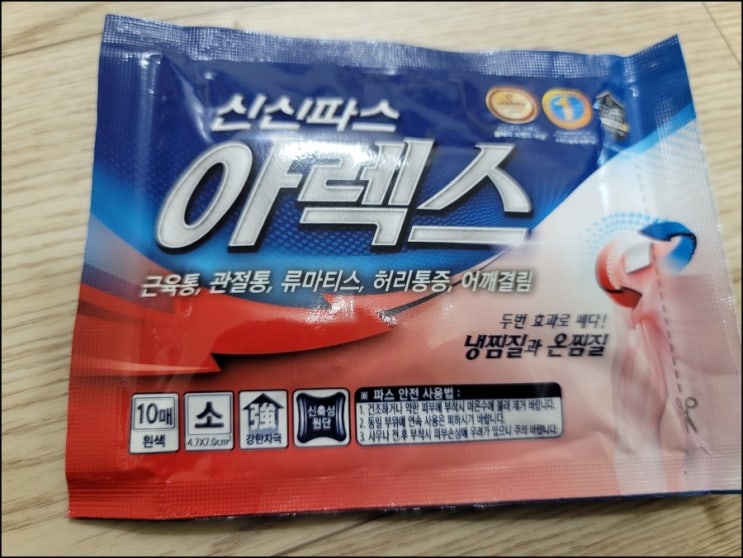 신신파스
아렉스
근육통, 관절통, 류마티스, 허리통증, 어깨결림
두번 효과로 쎄다!
냉찜질과 온찜질
10매
흰색
소
4.7X7.0cm²
強
강한자극
신축성
원단
※ 파스 안전 사용법 :
1. 건조하거나 약한 피부에 부착시 미온수에 불려 제거 바랍니다.
2. 동일 부위에 연속 사용은 피하시기 바랍니다.
3. 사우나 전.후 부착시 피부손상에 우려가 있으니 주의 바랍니다.